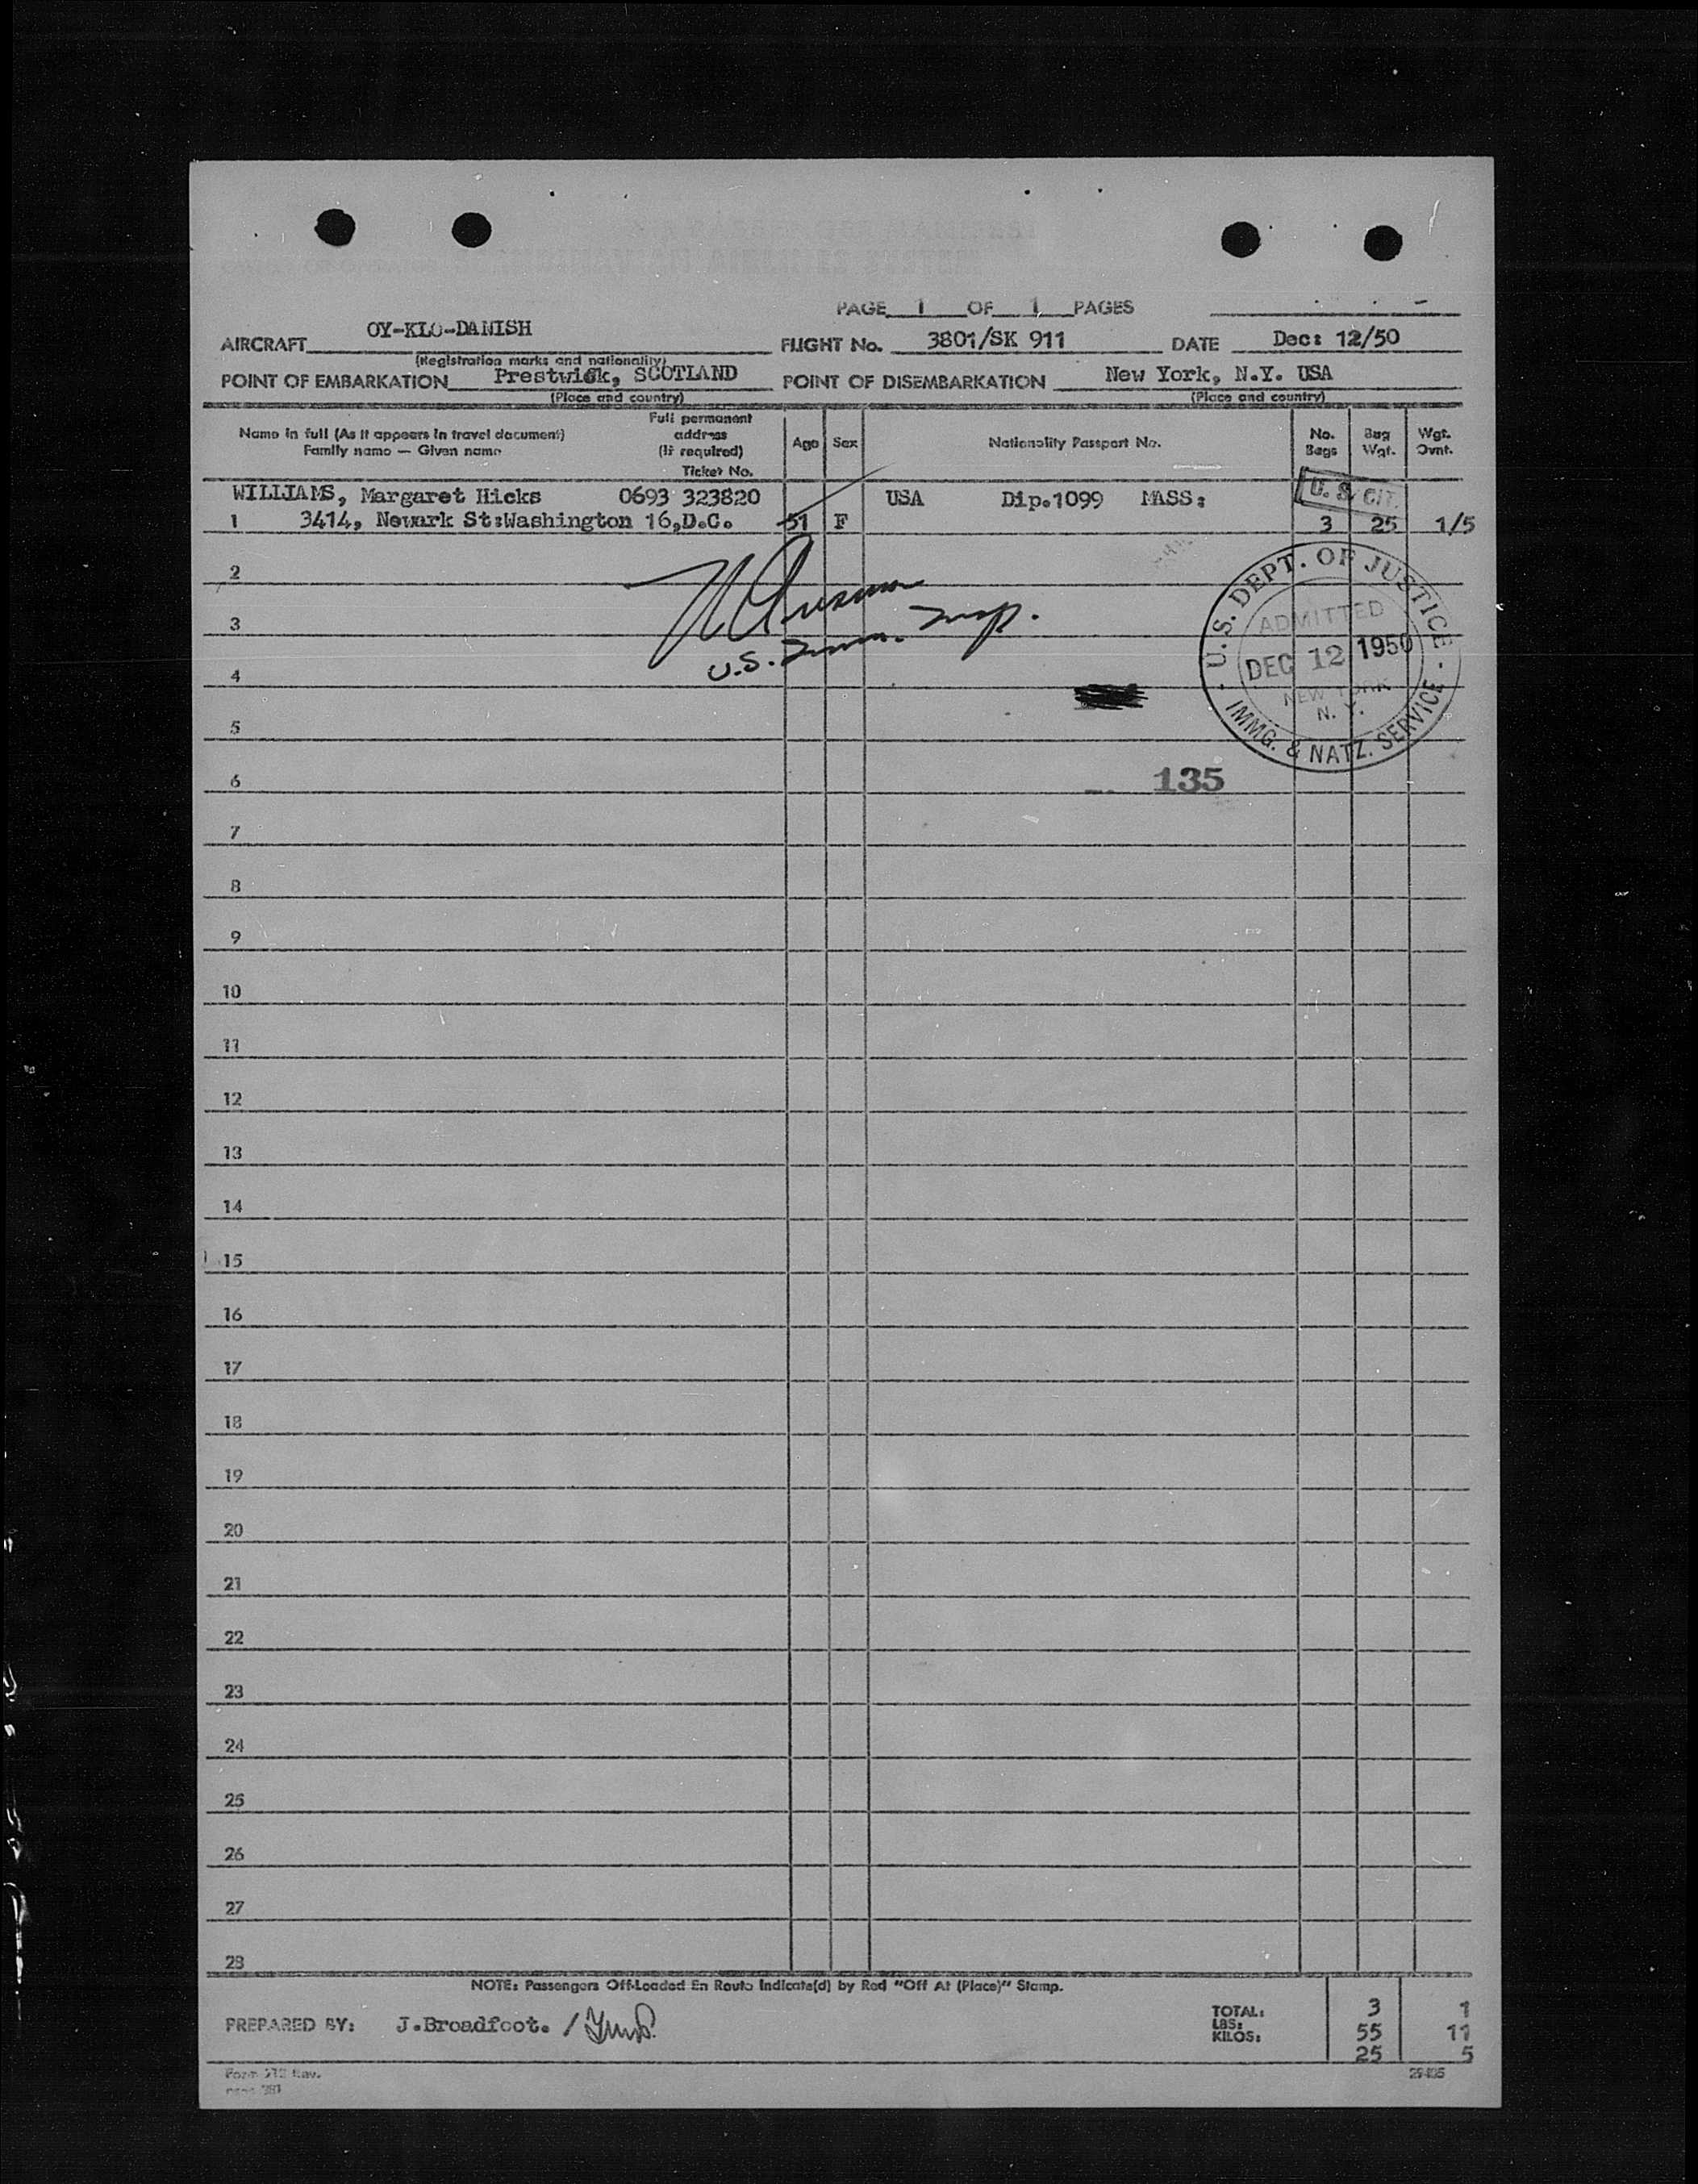 PAGE 1 OF 1 PAGES
AIRCRAFT OY-KLO-DANISH FLIGHT No. 3801/SK 911 DATE Dec: 12/50
(Registration marks and nationality)
POINT OF EMBARKATION Prestwick, SCOTLAND POINT OF DISEMBARKATION New York, N.Y. USA
(Place and country) (Place and country)
Name in full (As it appears in travel document) Family name — Given name Full permanent address (if required) Ticket No. Age Sex Nationality Passport No. No. Bags Bag Wgt. Wgt. Ovnt.
WILLIAMS, Margaret Hicks 0693 323820 USA Dip.1099 MASS: U.S. CIT.
1 3414, Newark St:Washington 16,D.C. 51 F 3 25 1/5
U.S. DEPT. OF JUSTICE
ADMITTED
DEC 12 1950
NEW YORK
N. Y.
IMMG. & NATZ. SERVICE
2
3
U.S. Imm. Insp.
4
5
6 135
7
8
9
10
11
12
13
14
15
16
17
18
19
20
21
22
23
24
25
26
27
28
NOTE: Passengers Off-Loaded En Route Indicate(d) by Red "Off At (Place)" Stamp.
PREPARED BY: J.Broadfoot. /
TOTAL: 3 1
LBS: 55 11
KILOS: 25 5